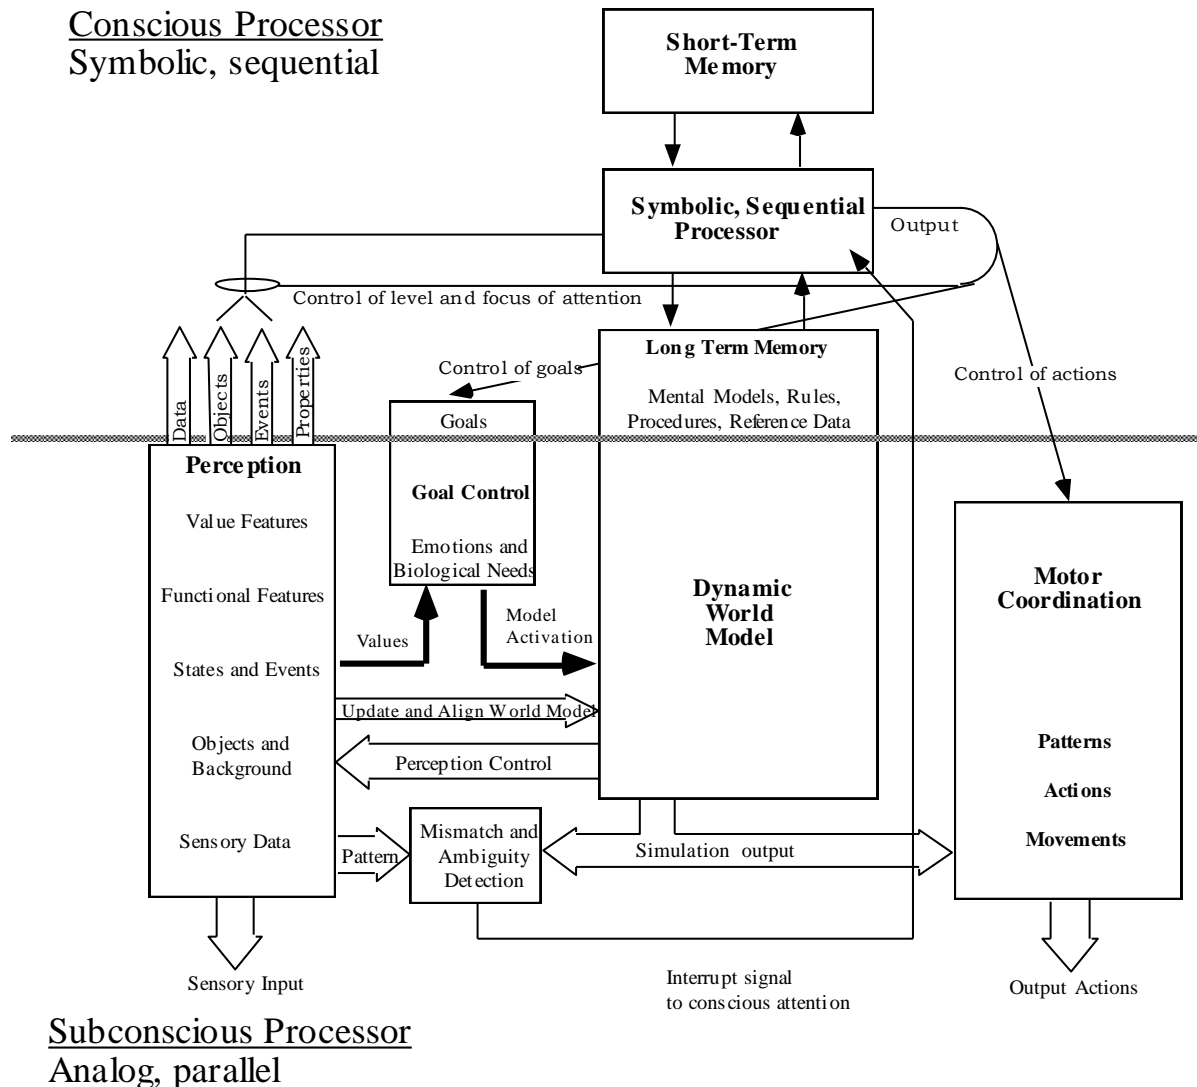 Conscious Processor
Symbolic, sequential
Short-Term
Memory
Symbolic, Sequential
Processor
Output
Control of level and focus of attention
Data
Objects
Events
Properties
Control of goals
Long Term Memory
Mental Models, Rules,
Procedures, Reference Data
Control of actions
Goals
Goal Control
Emotions and
Biological Needs
Perception
Value Features
Functional Features
States and Events
Objects and
Background
Sensory Data
Values
Model
Activation
Dynamic
World
Model
Update and Align World Model
Perception Control
Pattern
Mismatch and
Ambiguity
Detection
Simulation output
Motor
Coordination
Patterns
Actions
Movements
Sensory Input
Interrupt signal
to conscious attention
Output Actions
Subconscious Processor
Analog, parallel